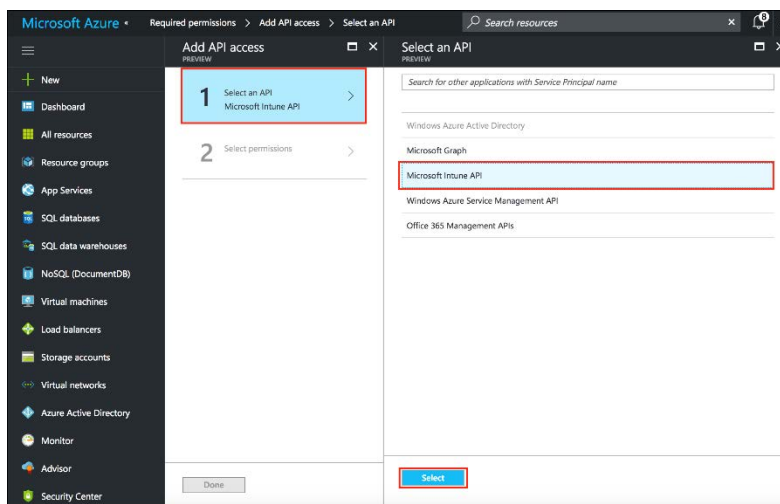 Microsoft Azure
Required permissions > Add API access > Select an API
Search resources
8
Add API access
PREVIEW
1
Select an API
Microsoft Intune API
2
Select permissions
Done
Select an API
PREVIEW
Search for other applications with Service Principal name
Windows Azure Active Directory
Microsoft Graph
Microsoft Intune API
Windows Azure Service Management API
Office 365 Management APIs
Select
New
Dashboard
All resources
Resource groups
App Services
SQL databases
SQL data warehouses
NoSQL (DocumentDB)
Virtual machines
Load balancers
Storage accounts
Virtual networks
Azure Active Directory
Monitor
Advisor
Security Center